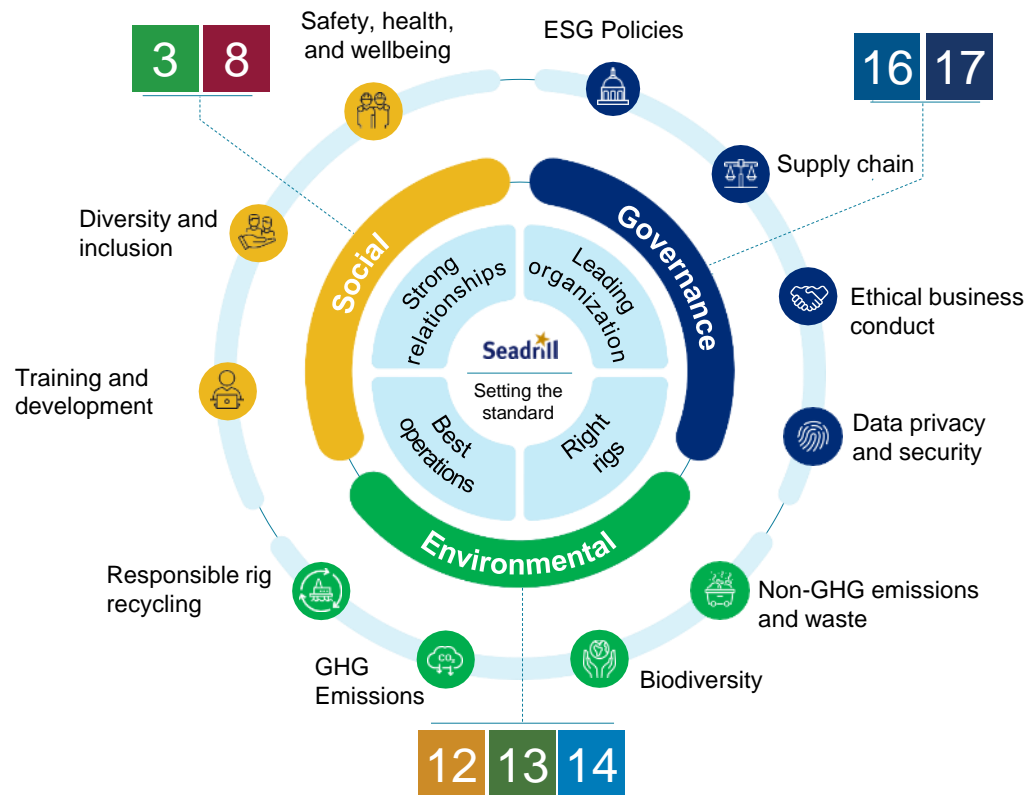 Safety, health,
and wellbeing
ESG Policies
3 8
16 17
Supply chain
Diversity and
inclusion
Social
Governance
Strong
relationships
Leading
organization
Ethical business
conduct
Seadrill
Setting the
standard
Training and
development
Best
operations
Right
rigs
Data privacy
and security
Environmental
Responsible rig
recycling
Non-GHG emissions
and waste
GHG
Emissions
CO₂
Biodiversity
12 13 14